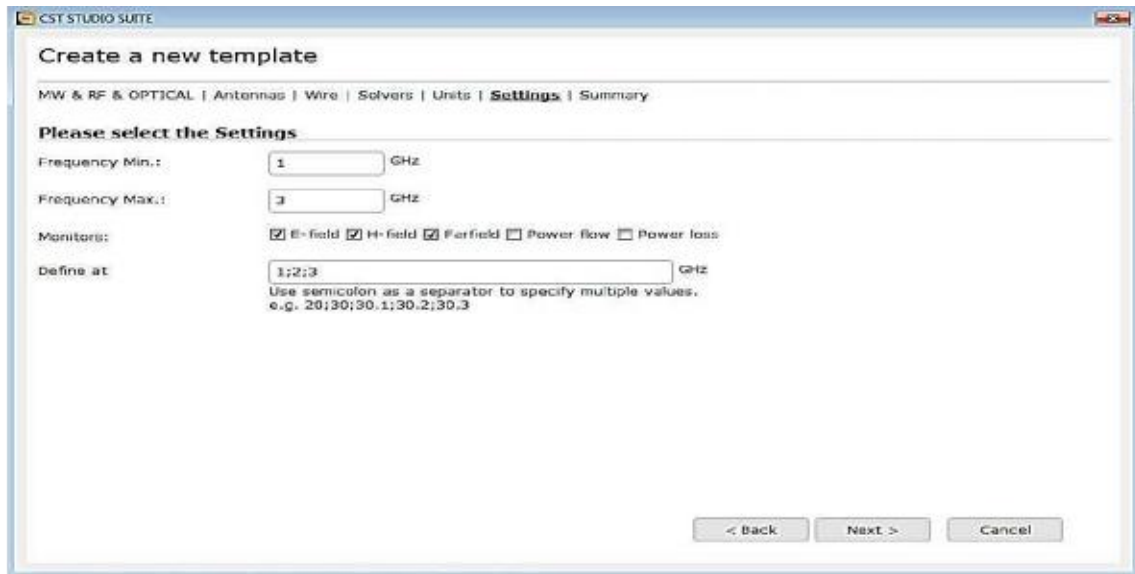 CST STUDIO SUITE
Create a new template
MW & RF & OPTICAL | Antennas | Wire | Solvers | Units | Settings | Summary
Please select the Settings
Frequency Min.: 1 GHz
Frequency Max.: 3 GHz
Monitors: E-field H-field Farfield Power flow Power loss
Define at 1;2;3 GHz
Use semicolon as a separator to specify multiple values.
e.g. 20;30;30.1;30.2;30.3
< Back Next > Cancel